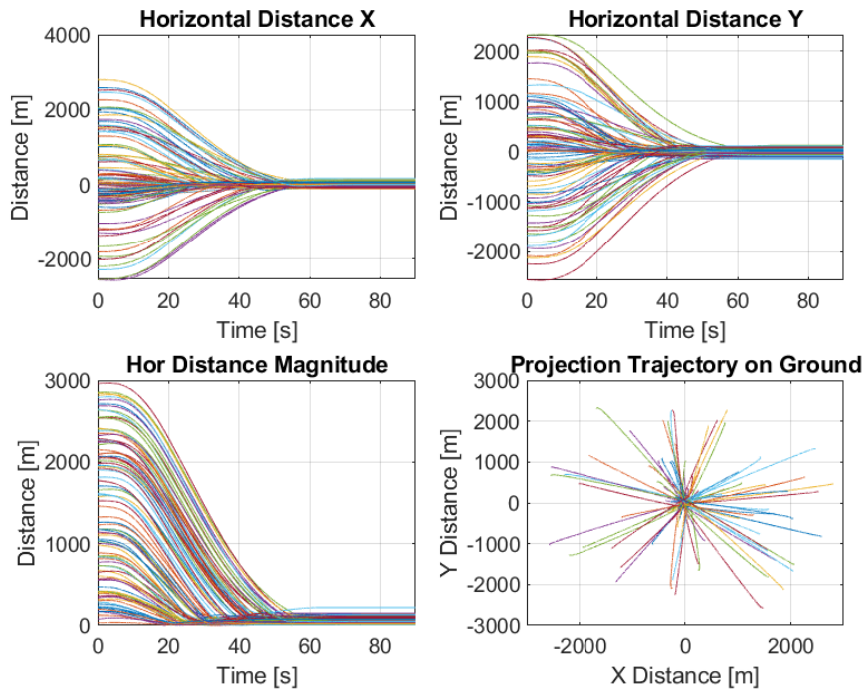 Horizontal Distance X
4000
2000
0
-2000
Distance [m]
0 20 40 60 80
Time [s]
Horizontal Distance Y
2000
1000
0
-1000
-2000
Distance [m]
0 20 40 60 80
Time [s]
Hor Distance Magnitude
3000
2000
1000
0
Distance [m]
0 20 40 60 80
Time [s]
Projection Trajectory on Ground
3000
2000
1000
0
-1000
-2000
-3000
Y Distance [m]
-2000 0 2000
X Distance [m]